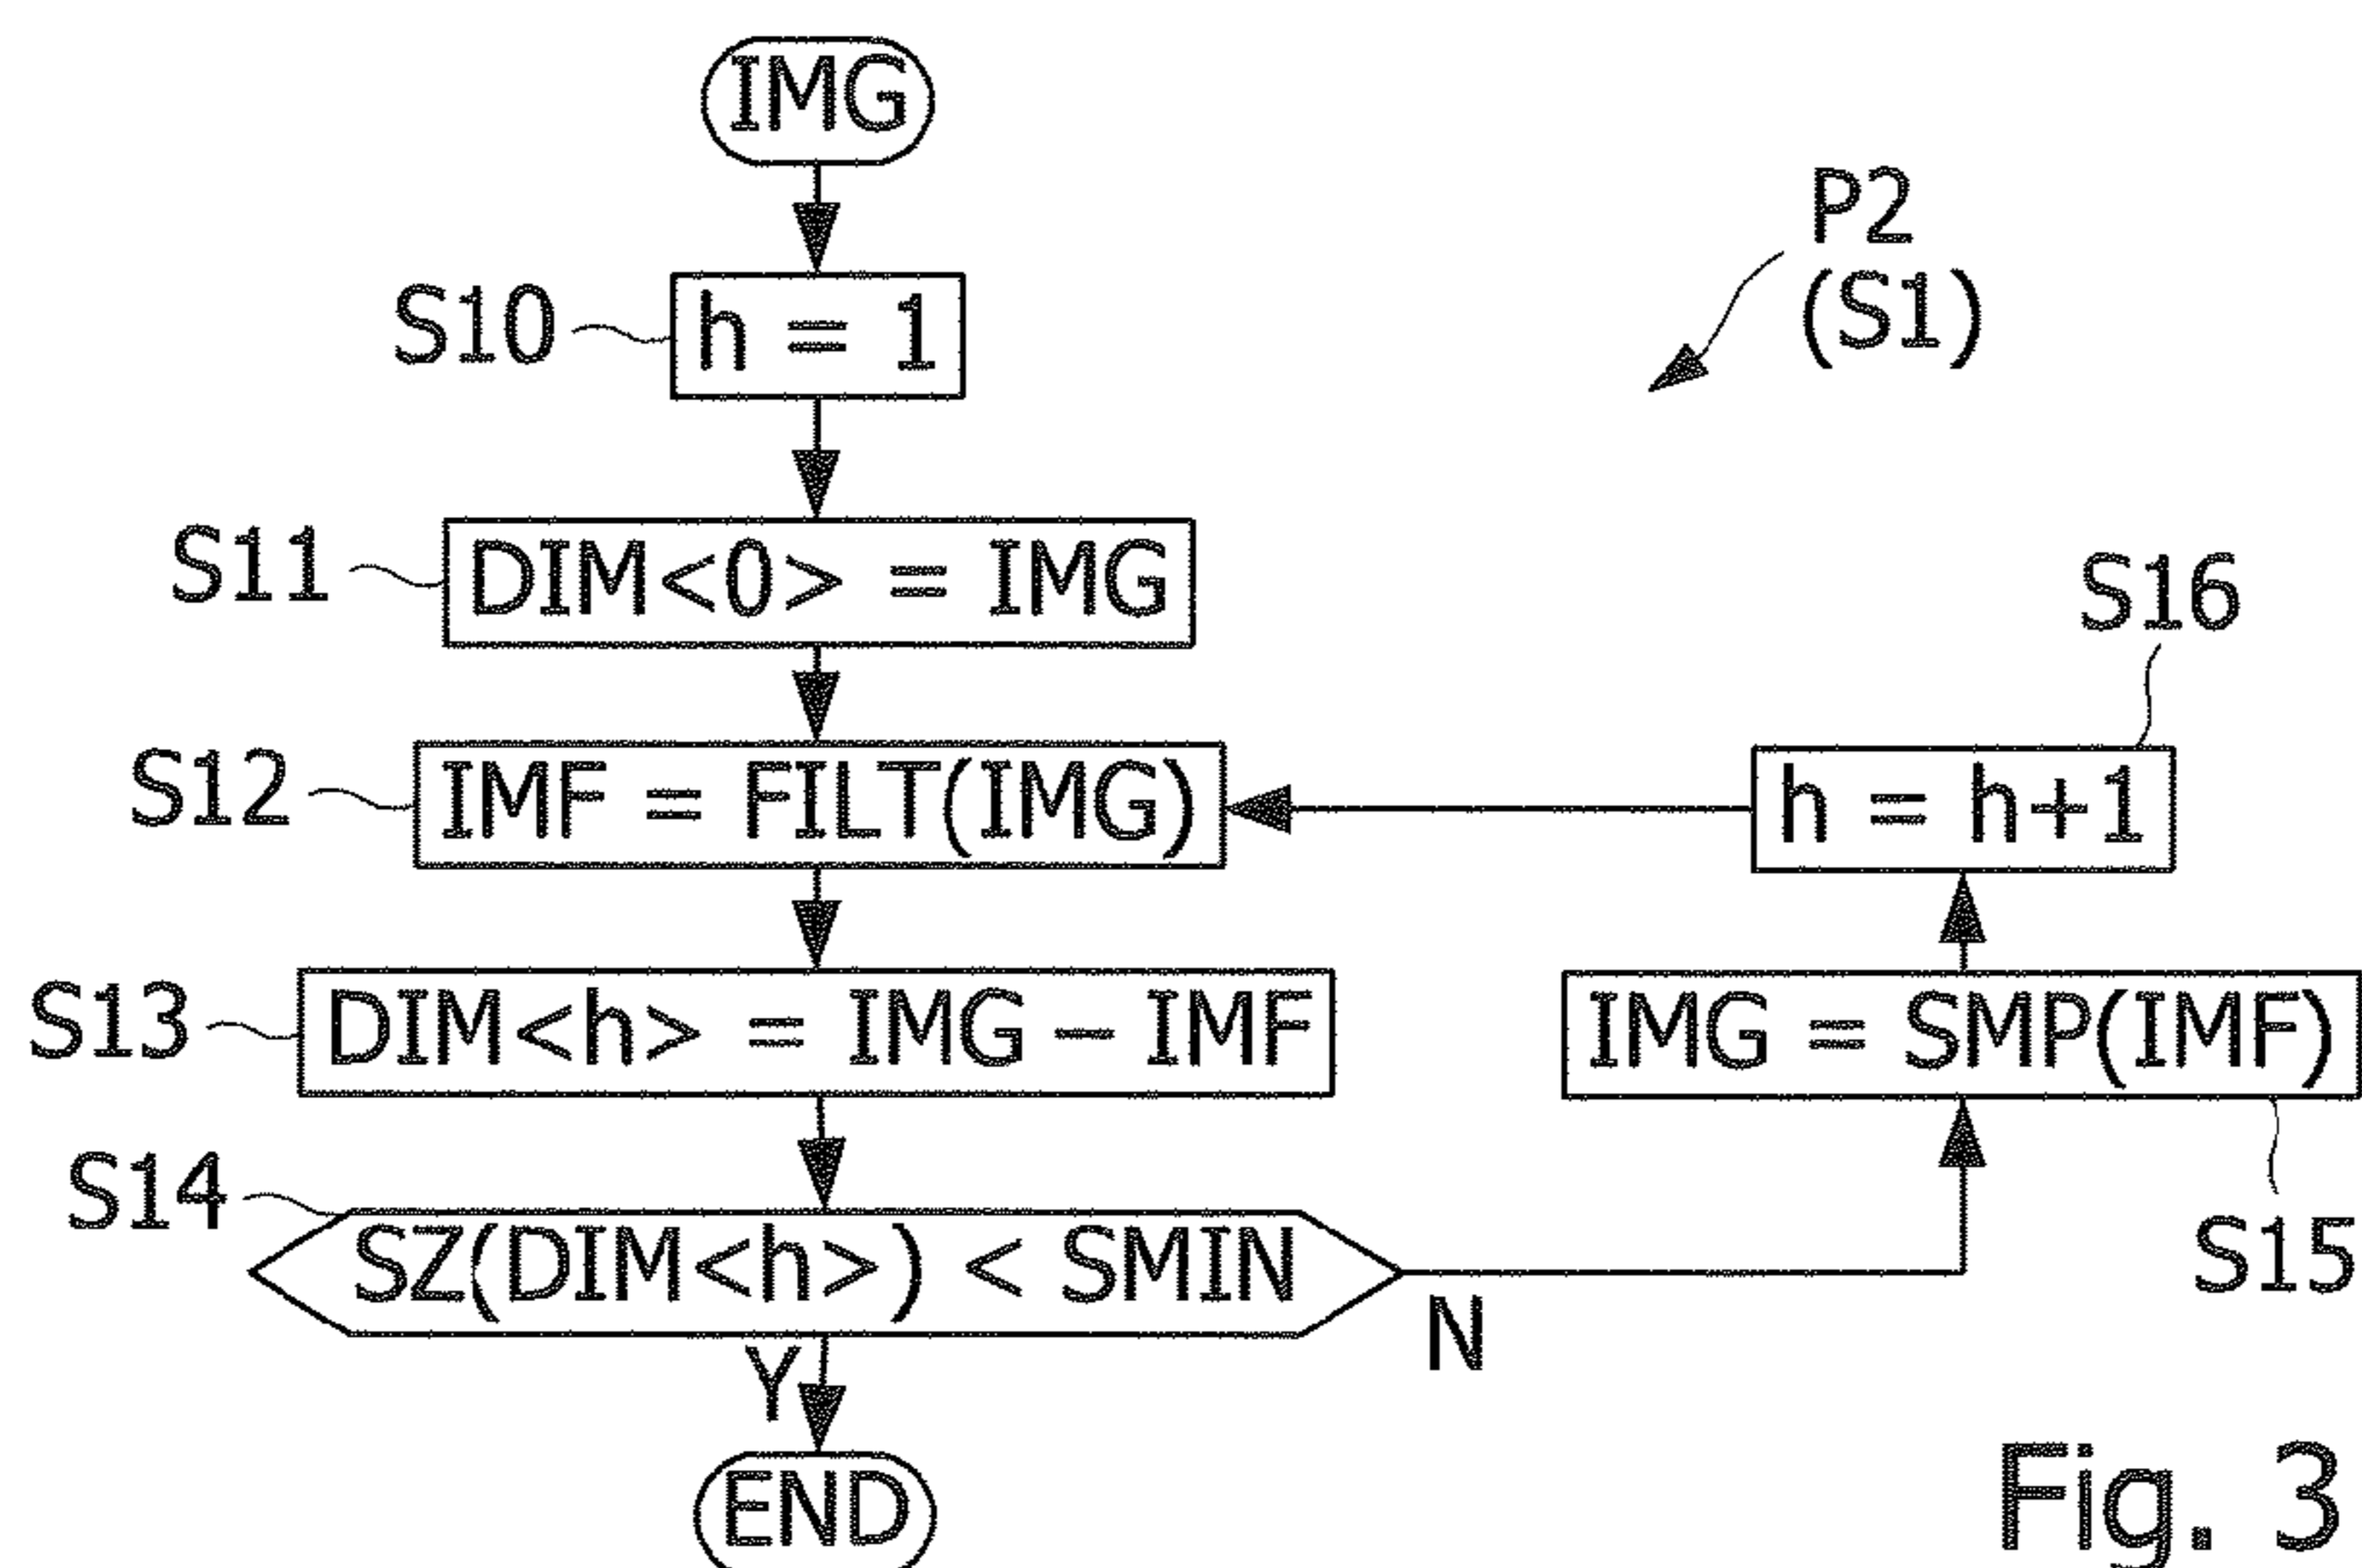 IMG
P2
(S1)
S10
h = 1
S11
DIM<0> = IMG
S16
S12
IMF = FILT(IMG)
h = h+1
S13
DIM<h> = IMG - IMF
IMG = SMP(IMF)
S14
SZ(DIM<h>) < SMIN
S15
N
Y
END
Fig. 3